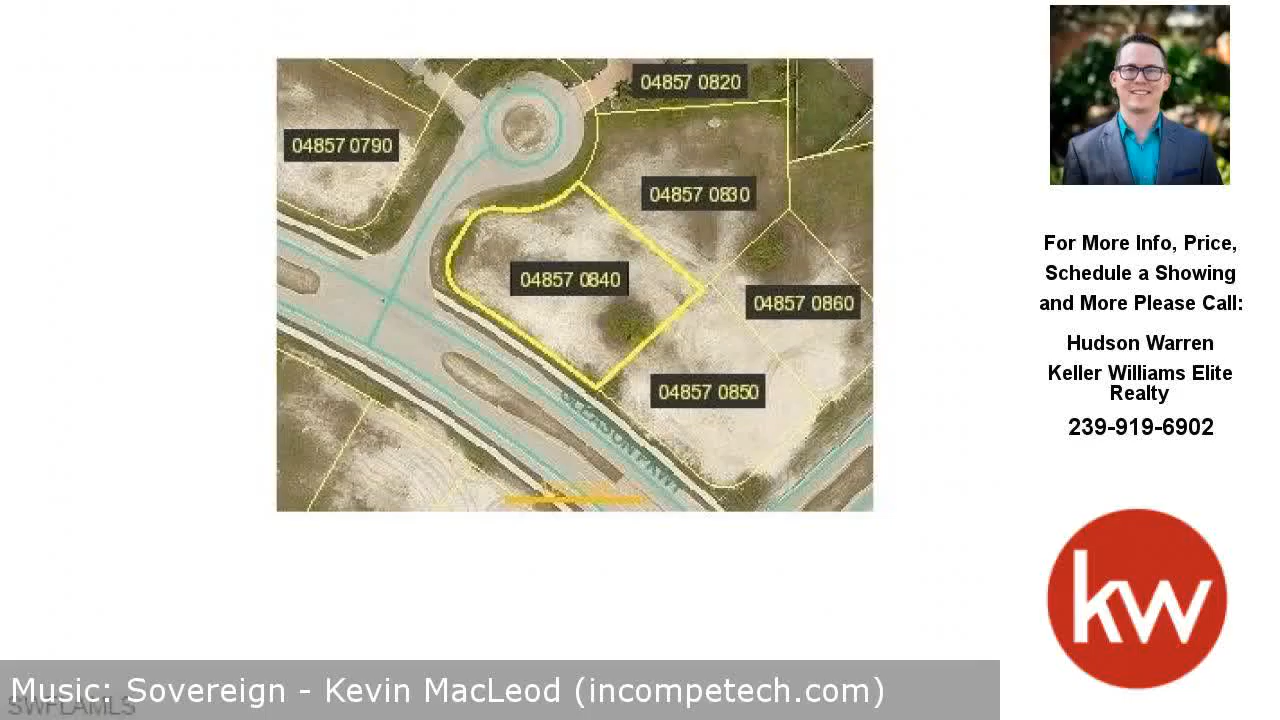 04857 0820
04857 0790
04857 0830
04857 0840
04857 0860
04857 0850
GLEASON PKWY
For More Info, Price,
Schedule a Showing
and More Please Call:
Hudson Warren
Keller Williams Elite
Realty
239-919-6902
kw
Music: Sovereign - Kevin MacLeod (incompetech.com)
SWFLAMLS